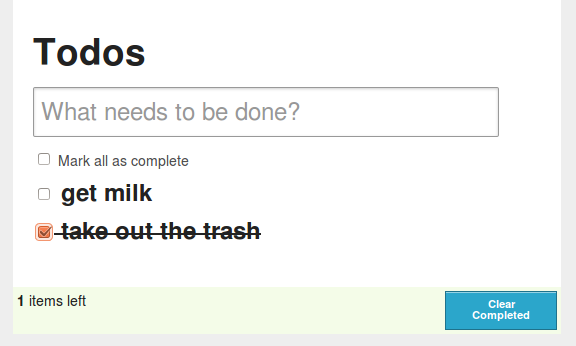 Todos
What needs to be done?
Mark all as complete
get milk
take out the trash
1 items left
Clear
Completed